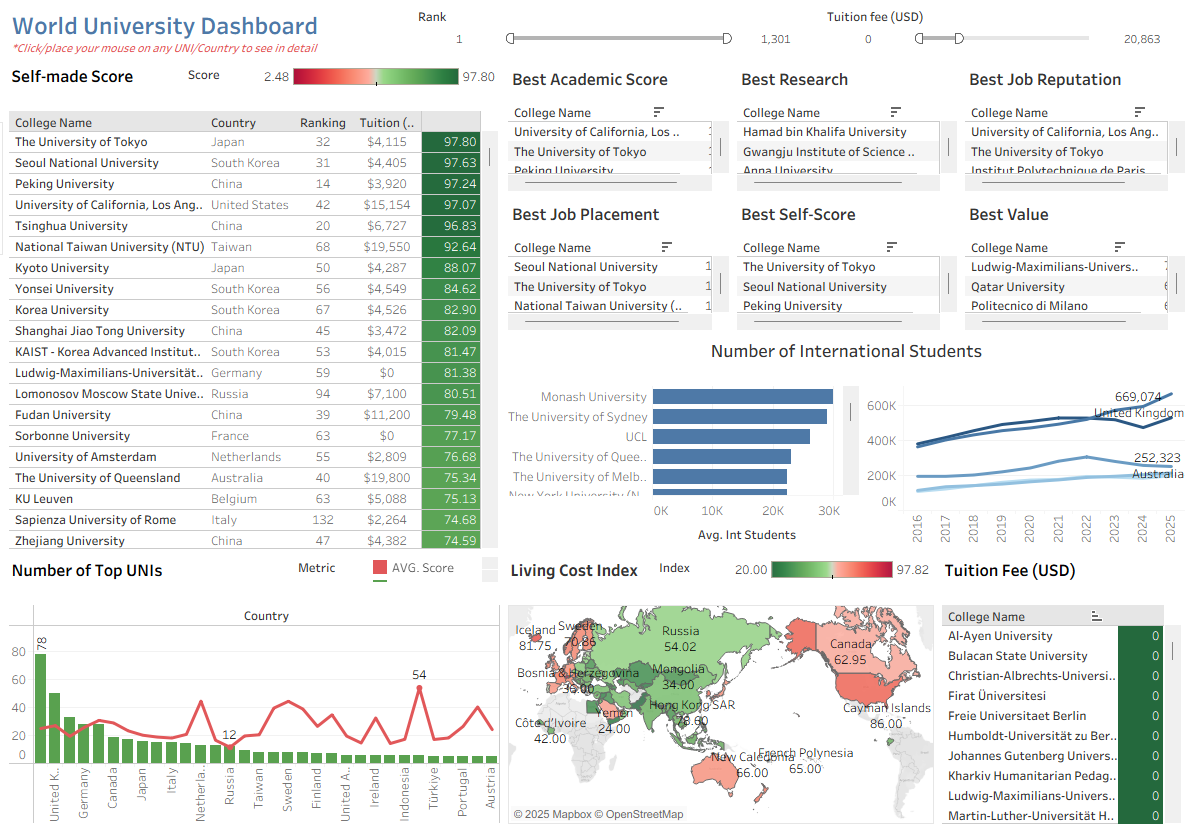 World University Dashboard
*Click/place your mouse on any UNI/Country to see in detail
Rank
1 1,301
Tuition fee (USD)
0 20,863
Self-made Score
Score
2.48 97.80
College Name Country Ranking Tuition (..
The University of Tokyo Japan 32 $4,115 97.80
Seoul National University South Korea 31 $4,405 97.63
Peking University China 14 $3,920 97.24
University of California, Los Ang.. United States 42 $15,154 97.07
Tsinghua University China 20 $6,727 96.83
National Taiwan University (NTU) Taiwan 68 $19,550 92.64
Kyoto University Japan 50 $4,287 88.07
Yonsei University South Korea 56 $4,549 84.62
Korea University South Korea 67 $4,526 82.90
Shanghai Jiao Tong University China 45 $3,472 82.09
KAIST - Korea Advanced Institut.. South Korea 53 $4,015 81.47
Ludwig-Maximilians-Universität.. Germany 59 $0 81.38
Lomonosov Moscow State Unive.. Russia 94 $7,100 80.51
Fudan University China 39 $11,200 79.48
Sorbonne University France 63 $0 77.17
University of Amsterdam Netherlands 55 $2,809 76.68
The University of Queensland Australia 40 $19,800 75.34
KU Leuven Belgium 63 $5,088 75.13
Sapienza University of Rome Italy 132 $2,264 74.68
Zhejiang University China 47 $4,382 74.59
Best Academic Score
College Name
University of California, Los ..
The University of Tokyo
Peking University
Best Research
College Name
Hamad bin Khalifa University
Gwangju Institute of Science ..
Anna University
Best Job Reputation
College Name
University of California, Los Ang..
The University of Tokyo
Institut Polytechnique de Paris
Best Job Placement
College Name
Seoul National University 1
The University of Tokyo 1
National Taiwan University (.. 1
Best Self-Score
College Name
The University of Tokyo
Seoul National University
Peking University
Best Value
College Name
Ludwig-Maximilians-Univers..
Qatar University
Politecnico di Milano
Number of International Students
Monash University
The University of Sydney
UCL
The University of Quee..
The University of Melb..
New York University (N..
0K 10K 20K 30K
Avg. Int Students
600K
400K
200K
0K
669,074
United Kingdom
252,323
Australia
2016 2017 2018 2019 2020 2021 2022 2023 2024 2025
Number of Top UNIs
Metric
AVG. Score
Country
80
60
40
20
0
78
12
54
United K.. Germany Canada Japan Italy Netherla.. Russia Taiwan Sweden Finland United A.. Ireland Indonesia Türkiye Portugal Austria
Living Cost Index
Index
20.00 97.82
Iceland
81.75
Sweden
70.86
Russia
54.02
Bosnia & Herzegovina
Mongolia
34.00
Canada
62.95
Hong Kong SAR
Yemen
24.00
Côte d'Ivoire
42.00
Cayman Islands
86.00
New Caledonia
66.00
French Polynesia
65.00
© 2025 Mapbox © OpenStreetMap
Tuition Fee (USD)
College Name
Al-Ayen University 0
Bulacan State University 0
Christian-Albrechts-Universi.. 0
Firat Üniversitesi 0
Freie Universitaet Berlin 0
Humboldt-Universität zu Ber.. 0
Johannes Gutenberg Univers.. 0
Kharkiv Humanitarian Pedag.. 0
Ludwig-Maximilians-Univers.. 0
Martin-Luther-Universität H.. 0